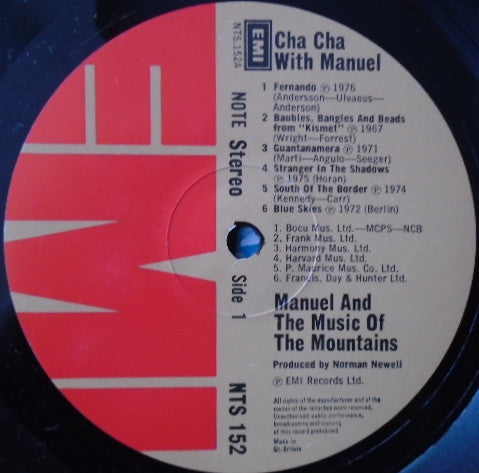 EMI
EMI
NTS.152A
NOTE Stereo Side 1 NTS 152
Cha Cha
With Manuel
1 Fernando Ⓟ 1976
(Andersson—Ulvaeus—
Anderson)
2 Baubles, Bangles And Beads
from "Kismet" Ⓟ 1967
(Wright—Forrest)
3 Guantanamera Ⓟ 1971
(Marti—Angulo—Seeger)
4 Stranger In The Shadows
Ⓟ 1975 (Horan)
5 South Of The Border Ⓟ 1974
(Kennedy—Carr)
6 Blue Skies Ⓟ 1972 (Berlin)
1. Bocu Mus. Ltd.—MCPS—NCB
2, Frank Mus. Ltd.
3. Harmony Mus. Ltd.
4. Harvard Mus. Ltd.
5. P. Maurice Mus. Co. Ltd.
6. Francis, Day & Hunter Ltd.
Manuel And
The Music Of
The Mountains
Produced by Norman Newell
Ⓟ EMI Records Ltd.
All rights of the manufacturer and of the
owner of the recorded work reserved.
Unauthorised public performance,
broadcasting and copying
of this record prohibited
Made in
Gt. Britain